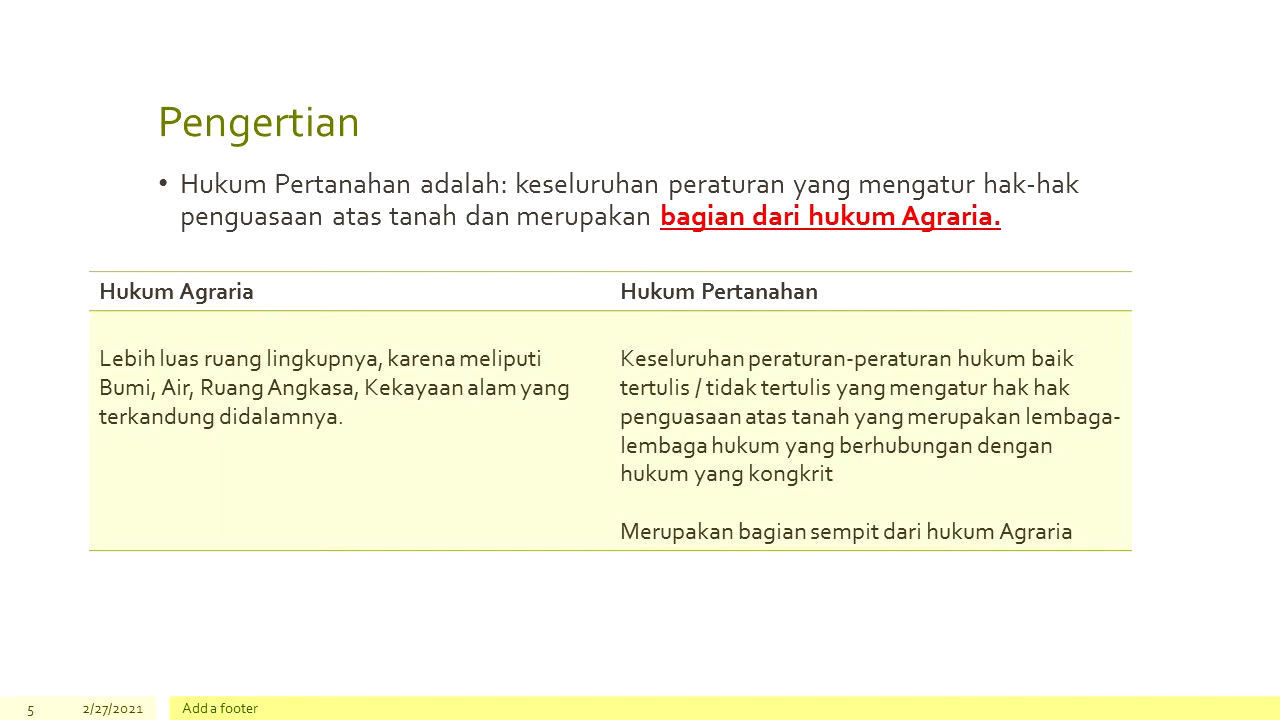 Pengertian
• Hukum Pertanahan adalah: keseluruhan peraturan yang mengatur hak-hak
penguasaan atas tanah dan merupakan bagian dari hukum Agraria.
Hukum Agraria
Hukum Pertanahan
Lebih luas ruang lingkupnya, karena meliputi
Bumi, Air, Ruang Angkasa, Kekayaan alam yang
terkandung didalamnya.
Keseluruhan peraturan-peraturan hukum baik
tertulis / tidak tertulis yang mengatur hak hak
penguasaan atas tanah yang merupakan lembaga-
lembaga hukum yang berhubungan dengan
hukum yang kongkrit
Merupakan bagian sempit dari hukum Agraria
5
2/27/2021
Add a footer